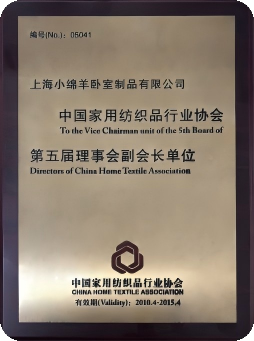 编号(No.)：05041
上海小绵羊卧室制品有限公司
中国家用纺织品行业协会
To the Vice Chairman unit of the 5th Board of
第五届理事会副会长单位
Directors of China Home Textile Association
中国家用纺织品行业协会
CHINA HOME TEXTILE ASSOCIATION
有效期(Validity)：2010.4-2015.4